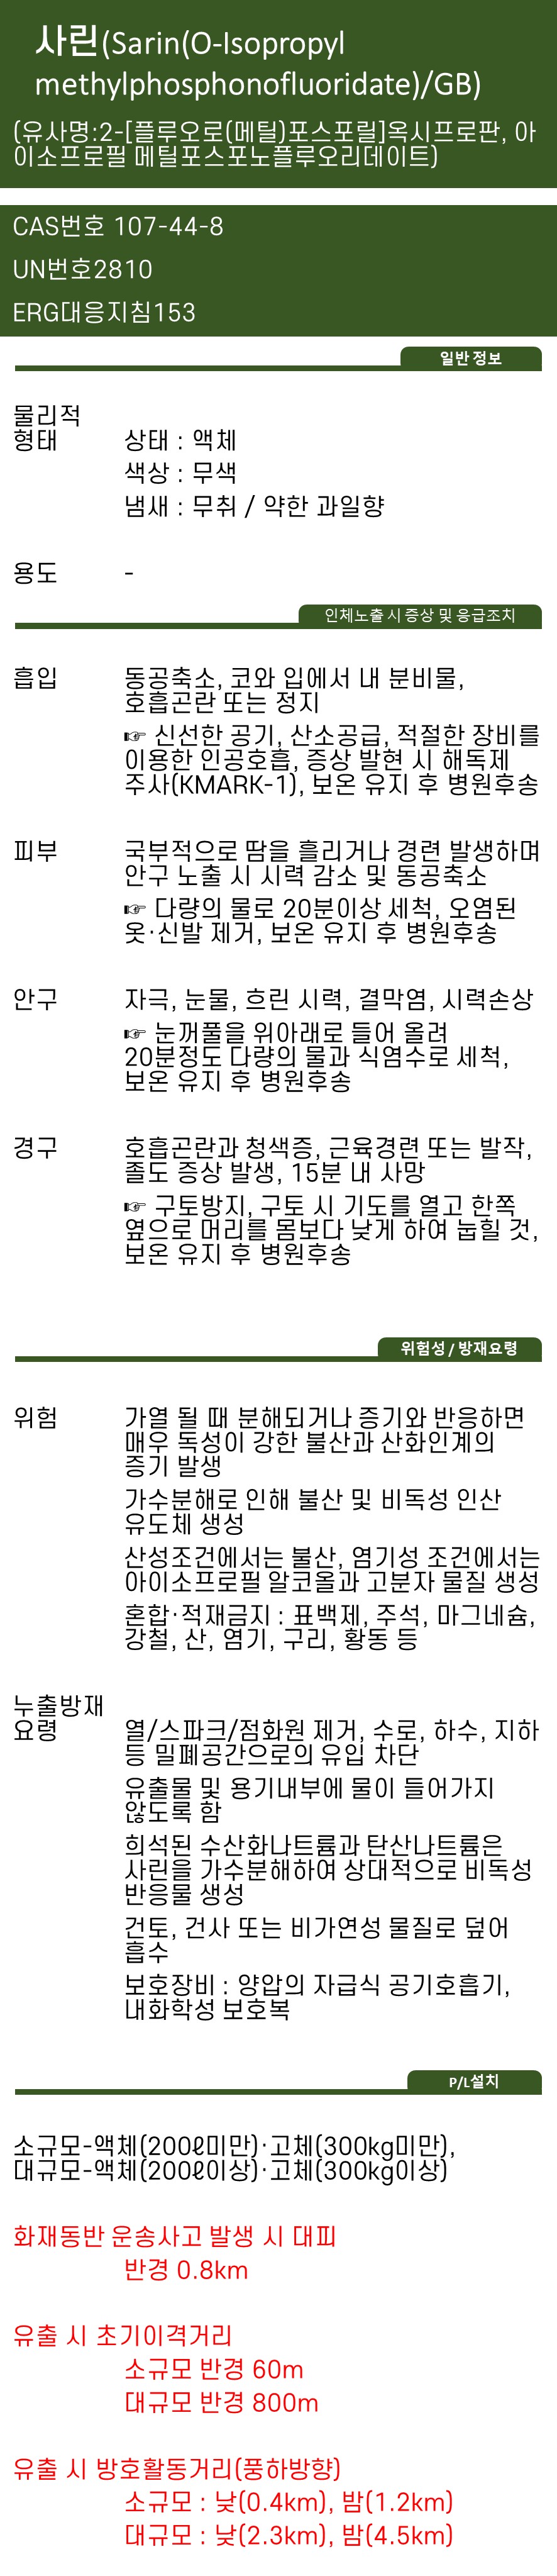 사린(Sarin(O-Isopropyl
methylphosphonofluoridate)/GB)
(유사명:2-[플루오로(메틸)포스포릴]옥시프로판, 아
이소프로필 메틸포스포노플루오리데이트)
CAS번호 107-44-8
UN번호2810
ERG대응지침153
일반 정보
물리적
형태 상태 : 액체
색상 : 무색
냄새 : 무취 / 약한 과일향
용도 -
인체노출 시 증상 및 응급조치
흡입 동공축소, 코와 입에서 내 분비물,
호흡곤란 또는 정지
☞ 신선한 공기, 산소공급, 적절한 장비를
이용한 인공호흡, 증상 발현 시 해독제
주사(KMARK-1), 보온 유지 후 병원후송
피부 국부적으로 땀을 흘리거나 경련 발생하며
안구 노출 시 시력 감소 및 동공축소
☞ 다량의 물로 20분이상 세척, 오염된
옷·신발 제거, 보온 유지 후 병원후송
안구 자극, 눈물, 흐린 시력, 결막염, 시력손상
☞ 눈꺼풀을 위아래로 들어 올려
20분정도 다량의 물과 식염수로 세척,
보온 유지 후 병원후송
경구 호흡곤란과 청색증, 근육경련 또는 발작,
졸도 증상 발생, 15분 내 사망
☞ 구토방지, 구토 시 기도를 열고 한쪽
옆으로 머리를 몸보다 낮게 하여 눕힐 것,
보온 유지 후 병원후송
위험성 / 방재요령
위험 가열 될 때 분해되거나 증기와 반응하면
매우 독성이 강한 불산과 산화인계의
증기 발생
가수분해로 인해 불산 및 비독성 인산
유도체 생성
산성조건에서는 불산, 염기성 조건에서는
아이소프로필 알코올과 고분자 물질 생성
혼합·적재금지 : 표백제, 주석, 마그네슘,
강철, 산, 염기, 구리, 황동 등
누출방재
요령 열/스파크/점화원 제거, 수로, 하수, 지하
등 밀폐공간으로의 유입 차단
유출물 및 용기내부에 물이 들어가지
않도록 함
희석된 수산화나트륨과 탄산나트륨은
사린을 가수분해하여 상대적으로 비독성
반응물 생성
건토, 건사 또는 비가연성 물질로 덮어
흡수
보호장비 : 양압의 자급식 공기호흡기,
내화학성 보호복
P/L설치
소규모-액체(200ℓ미만)·고체(300kg미만),
대규모-액체(200ℓ이상)·고체(300kg이상)
화재동반 운송사고 발생 시 대피
반경 0.8km
유출 시 초기이격거리
소규모 반경 60m
대규모 반경 800m
유출 시 방호활동거리(풍하방향)
소규모 : 낮(0.4km), 밤(1.2km)
대규모 : 낮(2.3km), 밤(4.5km)